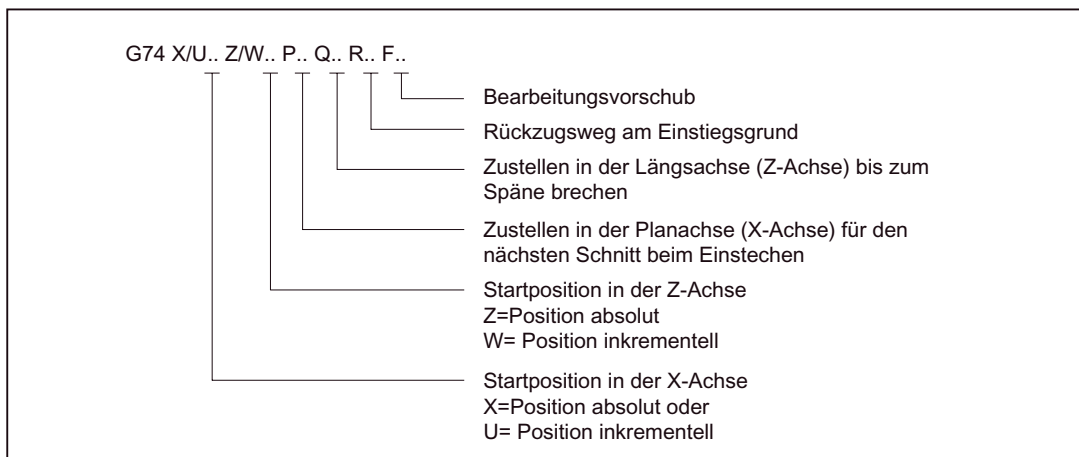 G74 X/U.. Z/W.. P.. Q.. R.. F..
Bearbeitungsvorschub
Rückzugsweg am Einstiegsgrund
Zustellen in der Längsachse (Z-Achse) bis zum
Späne brechen
Zustellen in der Planachse (X-Achse) für den
nächsten Schnitt beim Einstechen
Startposition in der Z-Achse
Z=Position absolut
W= Position inkrementell
Startposition in der X-Achse
X=Position absolut oder
U= Position inkrementell